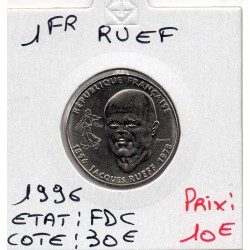 1FR RUEF
RÉPUBLIQUE FRANÇAISE
1896 JACQUES RUEFF 1978
1996
ETAT: FDC
COTE: 30€
Prix:
10€